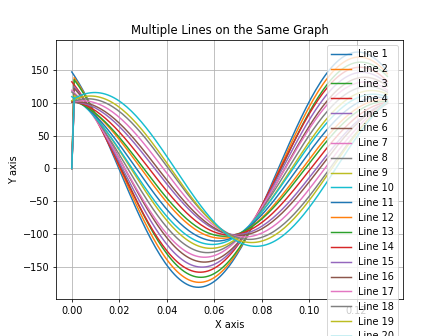 Multiple Lines on the Same Graph
Y axis
150
100
50
0
−50
−100
−150
0.00
0.02
0.04
0.06
0.08
0.10
X axis
Line 1
Line 2
Line 3
Line 4
Line 5
Line 6
Line 7
Line 8
Line 9
Line 10
Line 11
Line 12
Line 13
Line 14
Line 15
Line 16
Line 17
Line 18
Line 19
Line 20